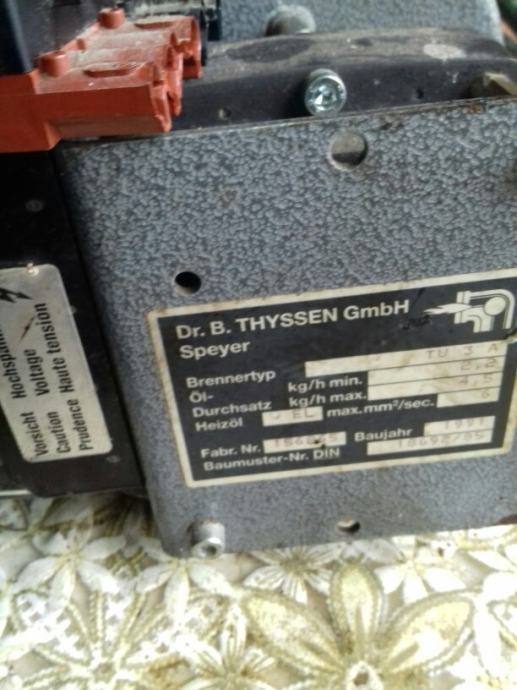 Dr. B. THYSSEN GmbH
Speyer
Brennertyp TU 3 A
Öl- kg/h min. 2,2
Durchsatz kg/h max. 4,5
Heizöl EL max. mm²/sec. 6
Fabr. Nr. Baujahr 1991
Baumuster-Nr. DIN
Vorsicht Hochspannu
Caution Voltage
Prudence Haute tension